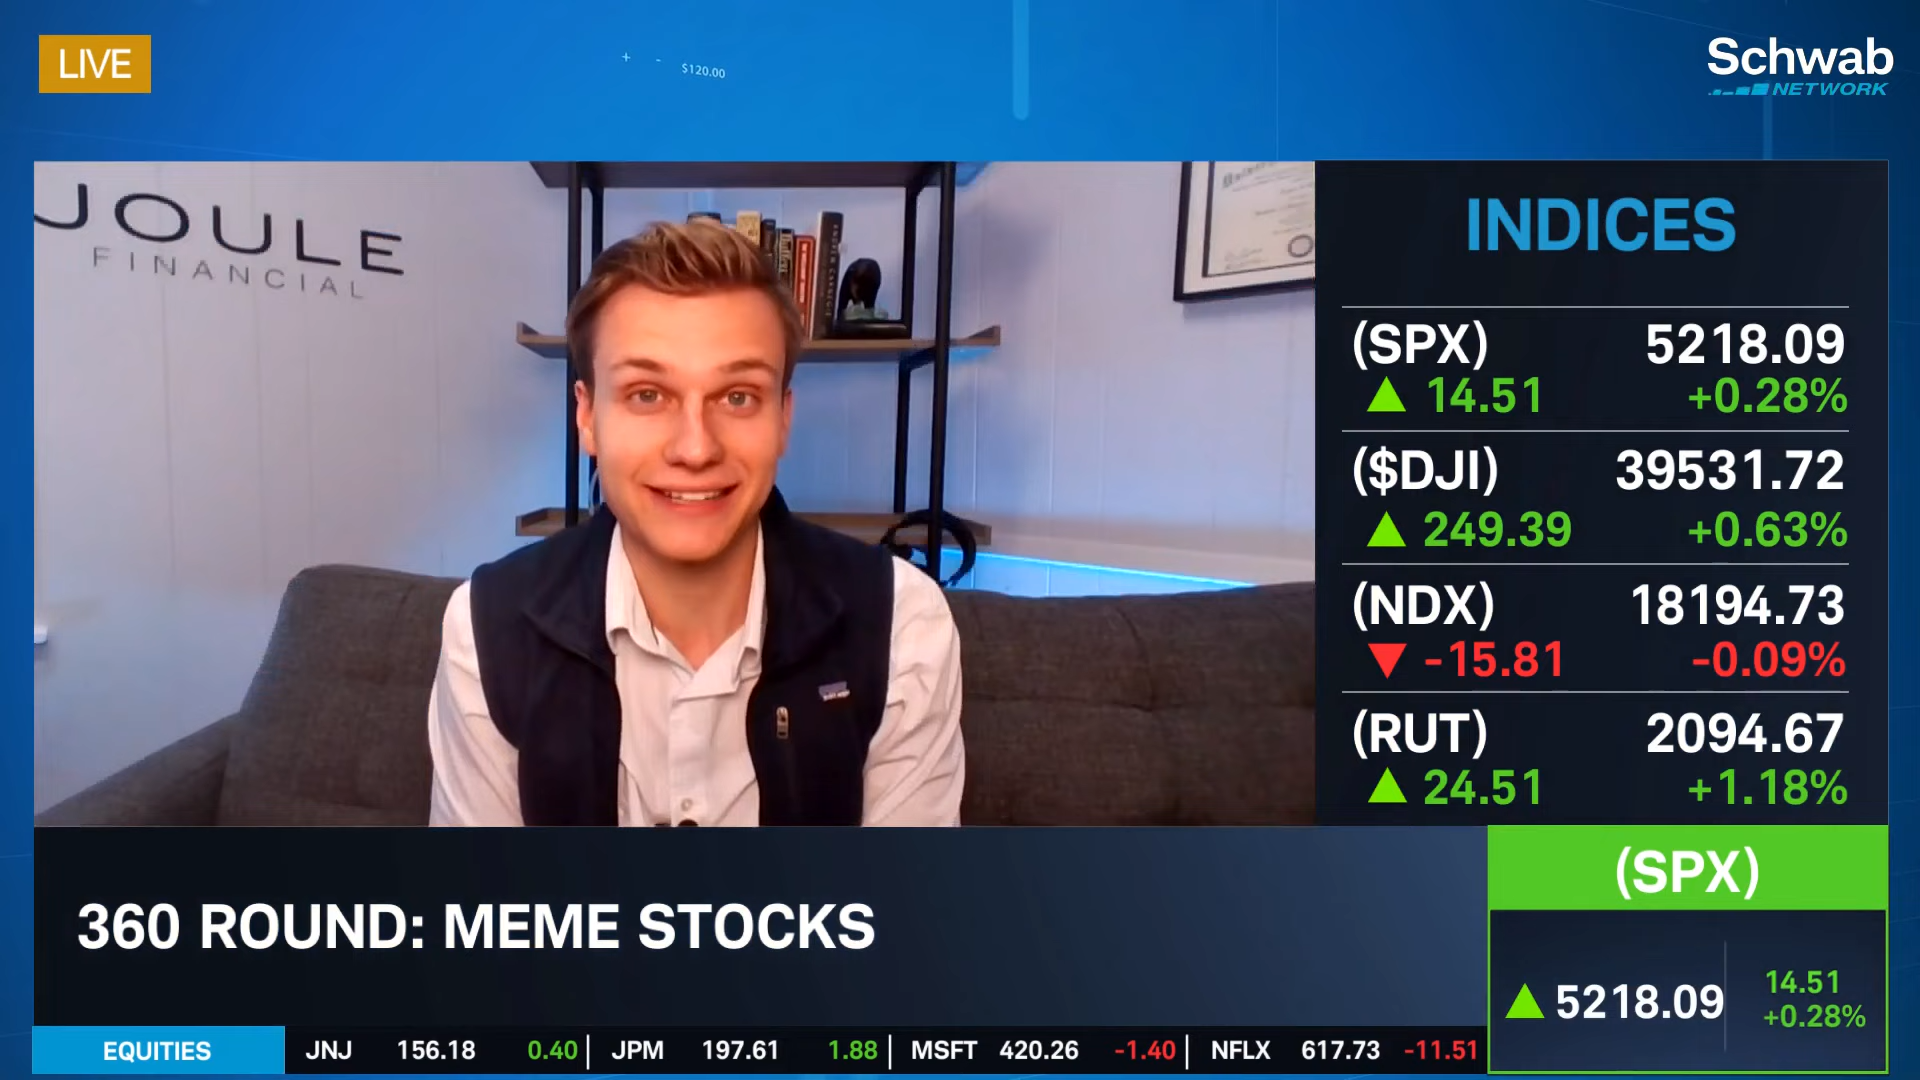 LIVE
+ - $120.00
Schwab
NETWORK
JOULE
FINANCIAL
INDICES
(SPX) 5218.09
▲ 14.51 +0.28%
($DJI) 39531.72
▲ 249.39 +0.63%
(NDX) 18194.73
▼ -15.81 -0.09%
(RUT) 2094.67
▲ 24.51 +1.18%
360 ROUND: MEME STOCKS
(SPX)
▲ 5218.09 14.51
+0.28%
EQUITIES JNJ 156.18 0.40 JPM 197.61 1.88 MSFT 420.26 -1.40 NFLX 617.73 -11.51